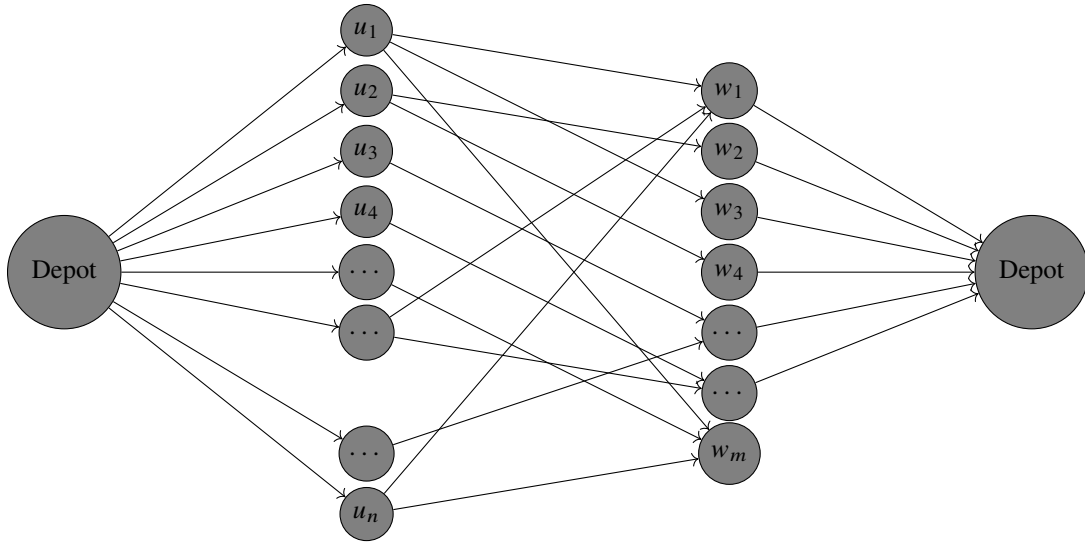 Depot
u₁
u₂
u₃
u₄
⋯
⋯
⋯
uₙ
w₁
w₂
w₃
w₄
⋯
⋯
wₘ
Depot